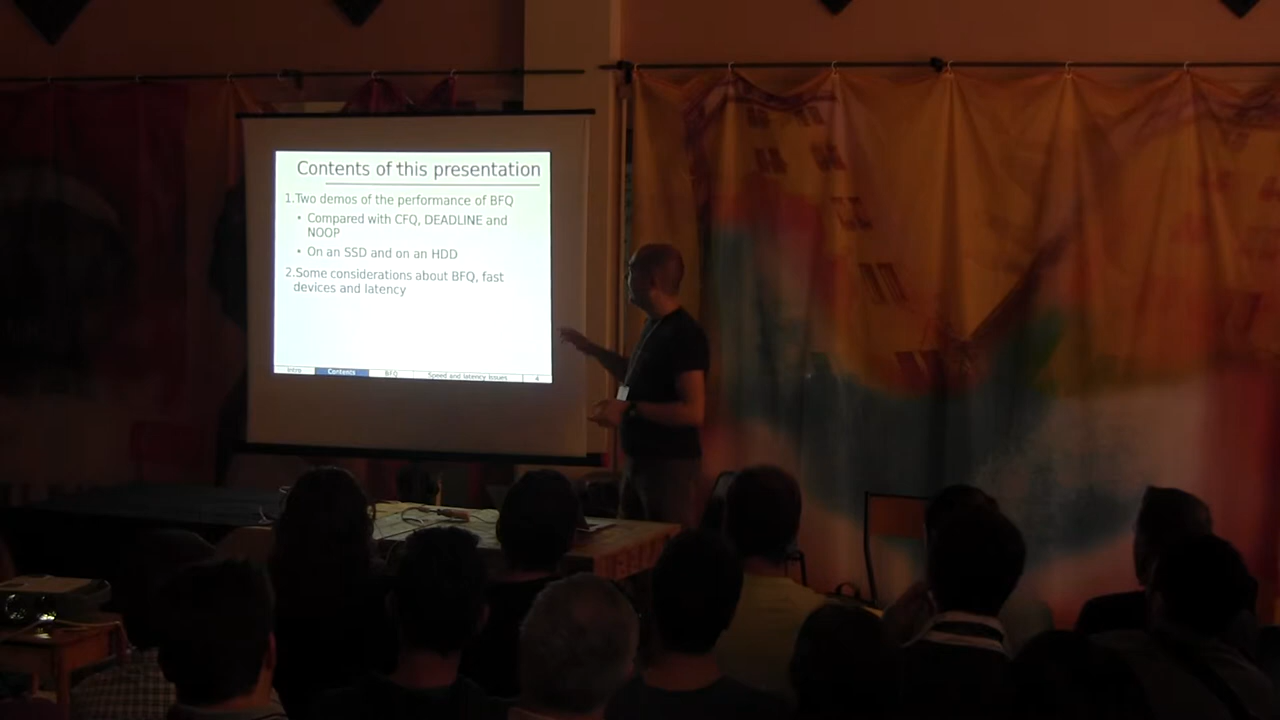 Contents of this presentation
1.Two demos of the performance of BFQ
• Compared with CFQ, DEADLINE and
NOOP
• On an SSD and on an HDD
2.Some considerations about BFQ, fast
devices and latency
Intro Contents BFQ Speed and latency issues 4